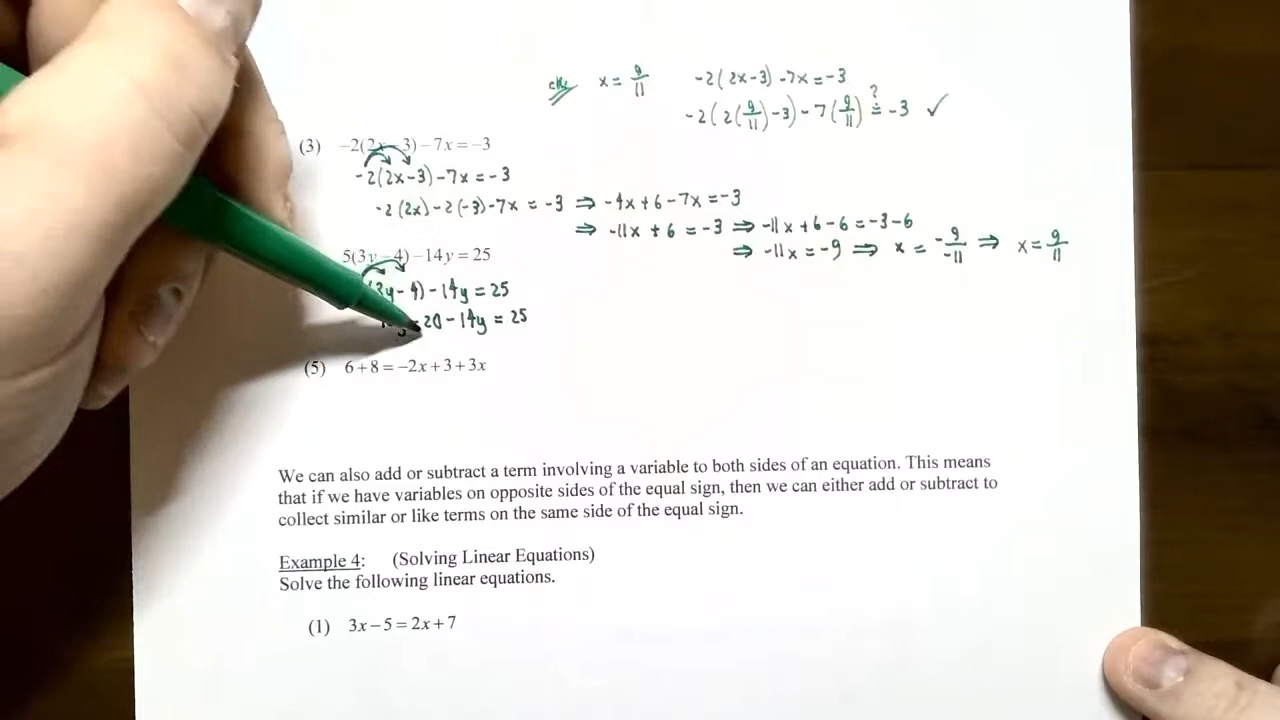 ck x = 9/11 -2(2x-3)-7x=-3
-2(2(9/11)-3)-7(9/11) ?= -3 ✓
(3) -2(2x-3)-7x=-3
-2(2x-3)-7x=-3
-2(2x)-2(-3)-7x = -3 ⇒ -4x+6-7x=-3
⇒ -11x+6 = -3 ⇒ -11x+6-6=-3-6
⇒ -11x=-9 ⇒ x = -9/-11 ⇒ x = 9/11
5(3y-4)-14y=25
(3y-4)-14y=25
-20-14y = 25
(5) 6+8=-2x+3+3x
We can also add or subtract a term involving a variable to both sides of an equation. This means
that if we have variables on opposite sides of the equal sign, then we can either add or subtract to
collect similar or like terms on the same side of the equal sign.
Example 4: (Solving Linear Equations)
Solve the following linear equations.
(1) 3x-5=2x+7